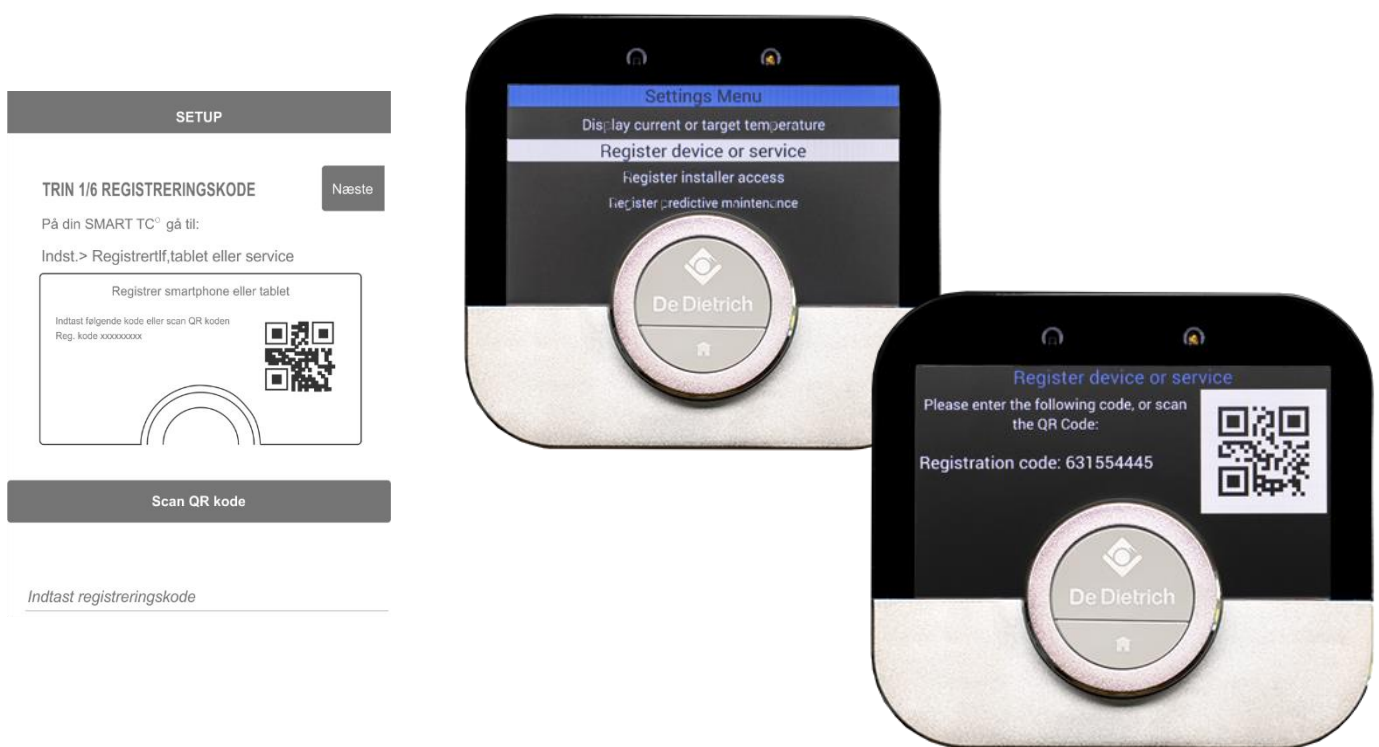 SETUP
TRIN 1/6 REGISTRERINGSKODE
Næste
På din SMART TC° gå til:
Indst.> Registrertlf,tablet eller service
Registrer smartphone eller tablet
Indtast følgende kode eller scan QR koden
Reg. kode xxxxxxxxx
Scan QR kode
Indtast registreringskode
Settings Menu
Display current or target temperature
Register device or service
Register installer access
Register predictive maintenance
De Dietrich
Register device or service
Please enter the following code, or scan
the QR Code:
Registration code: 631554445
De Dietrich